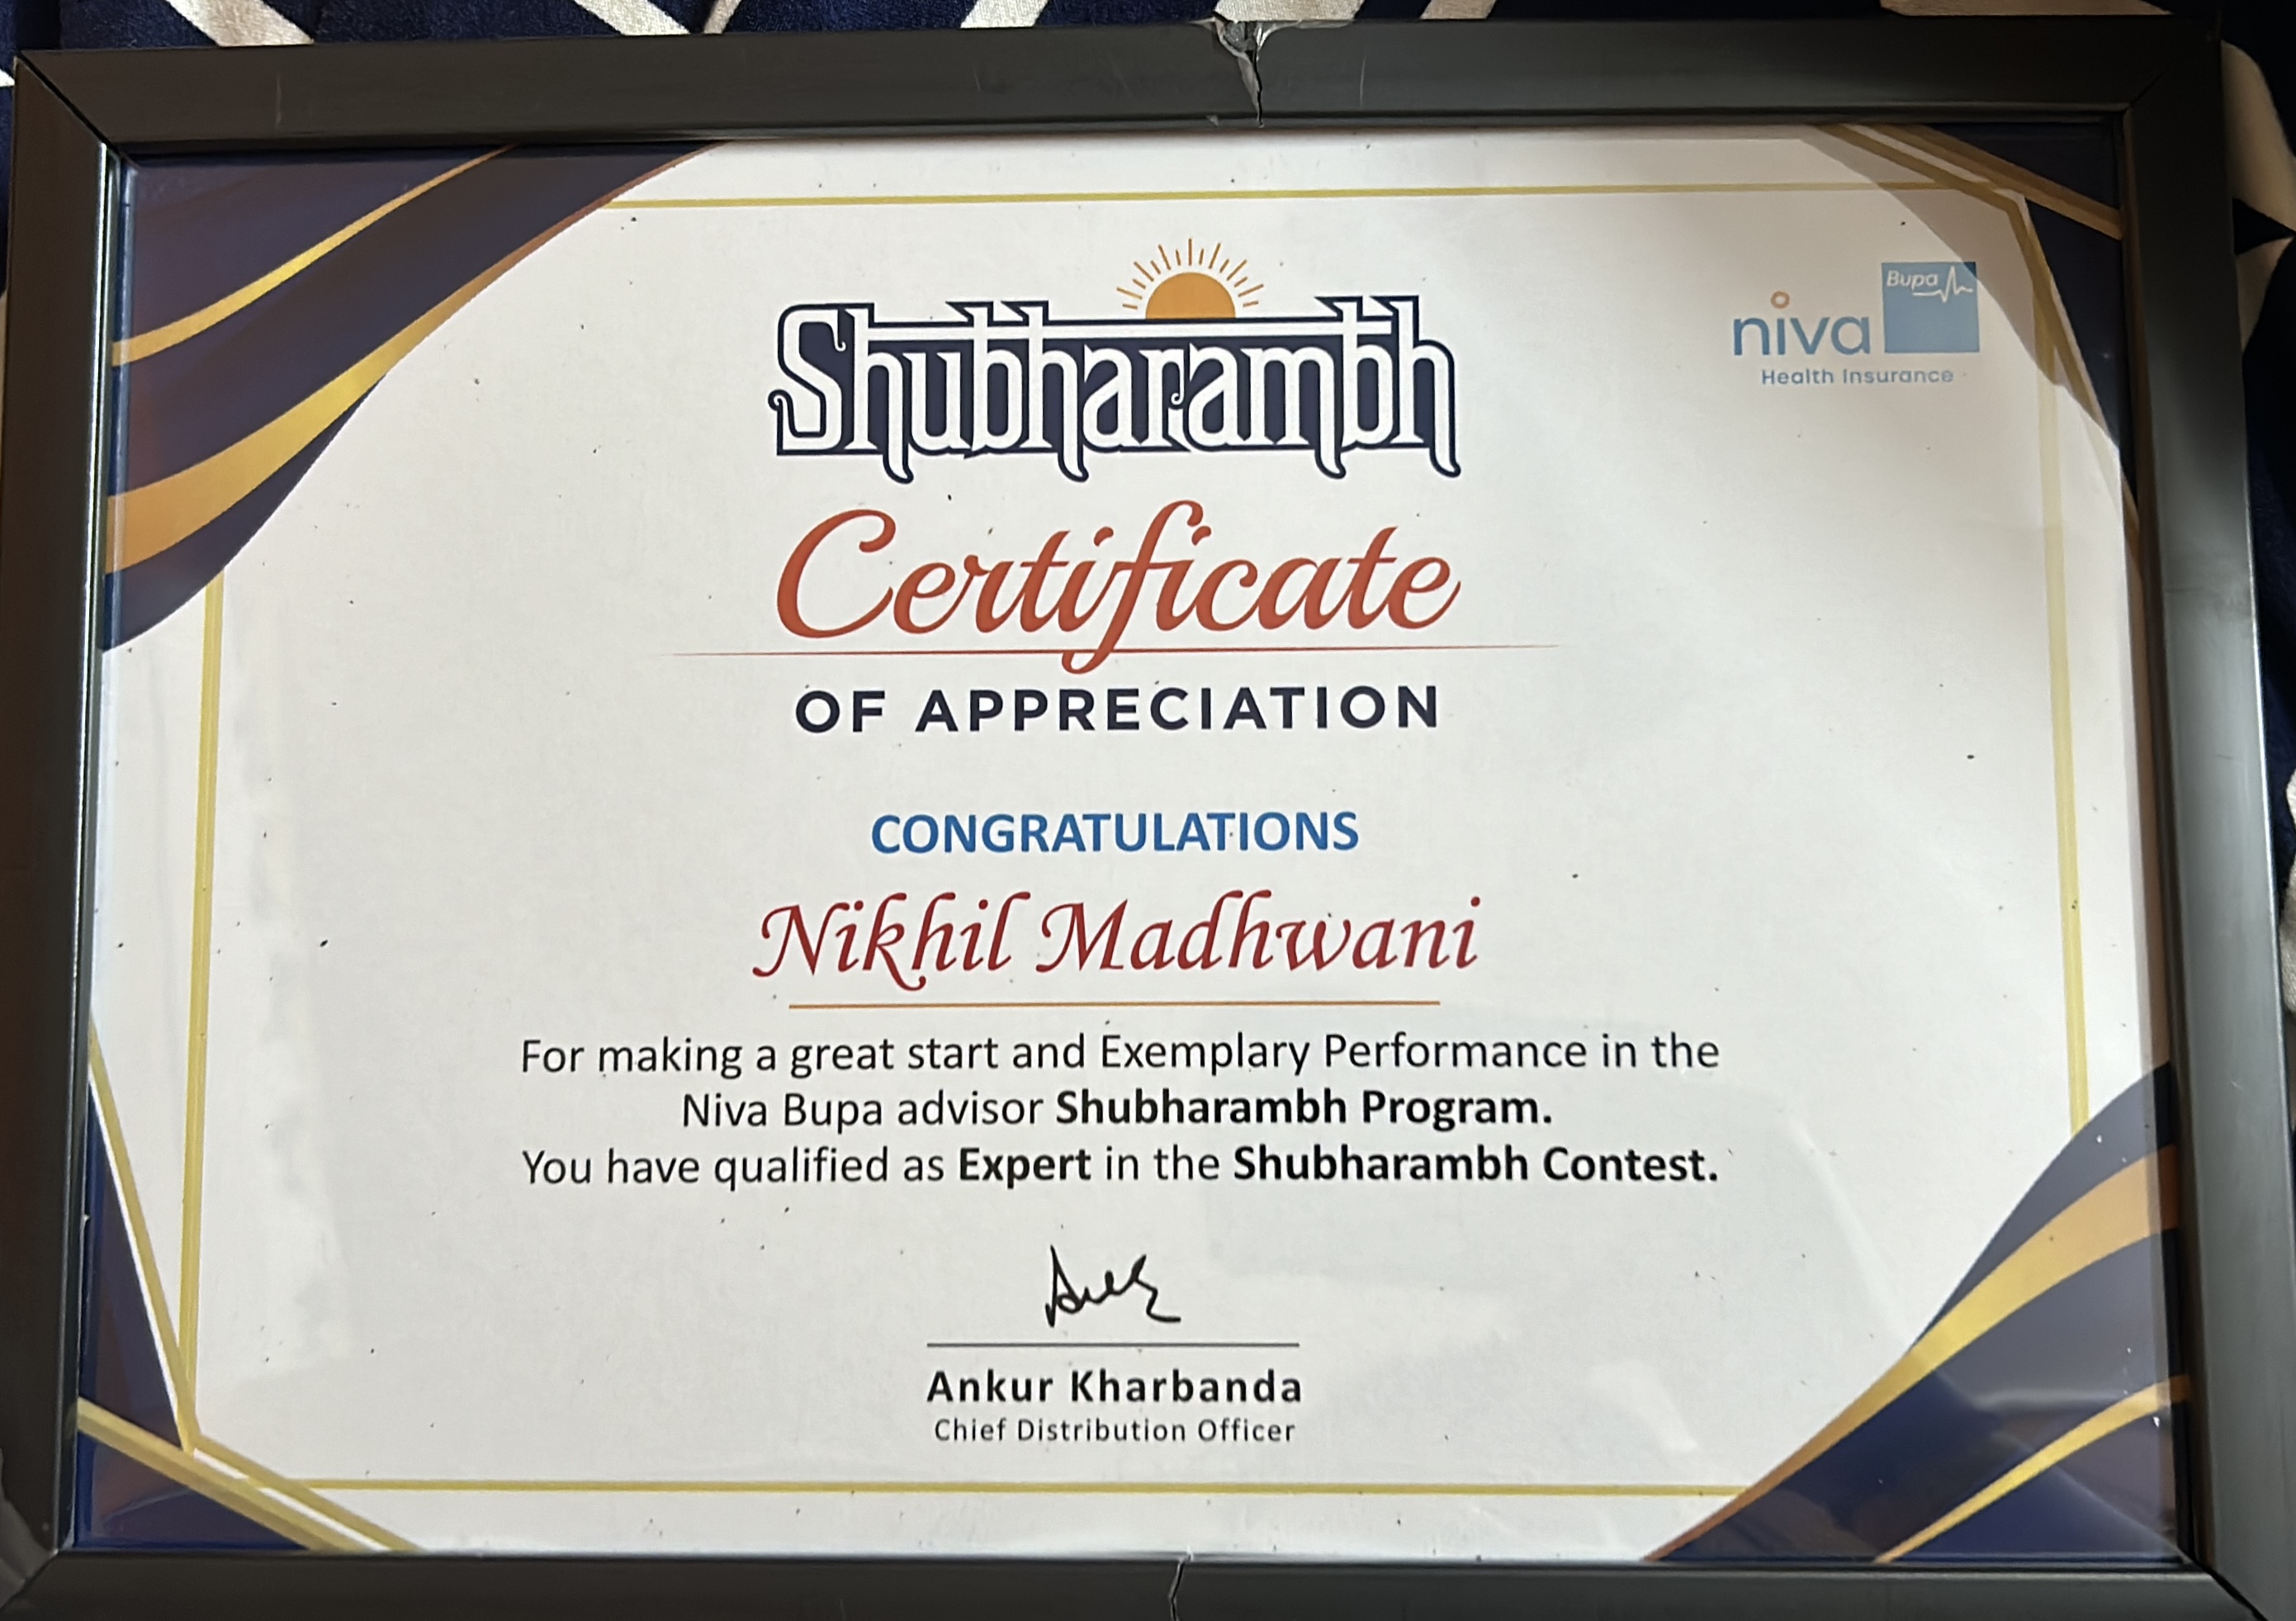 Shubharambh
Bupa
niva
Health Insurance
Certificate
OF APPRECIATION
CONGRATULATIONS
Nikhil Madhwani
For making a great start and Exemplary Performance in the
Niva Bupa advisor Shubharambh Program.
You have qualified as Expert in the Shubharambh Contest.
Ankur Kharbanda
Chief Distribution Officer